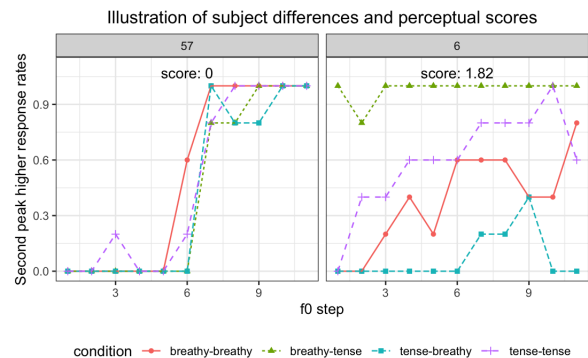 Illustration of subject differences and perceptual scores
57
6
score: 0
score: 1.82
Second peak higher response rates
0.9
0.6
0.3
0.0
3 6 9 3 6 9
f0 step
condition breathy-breathy breathy-tense tense-breathy tense-tense